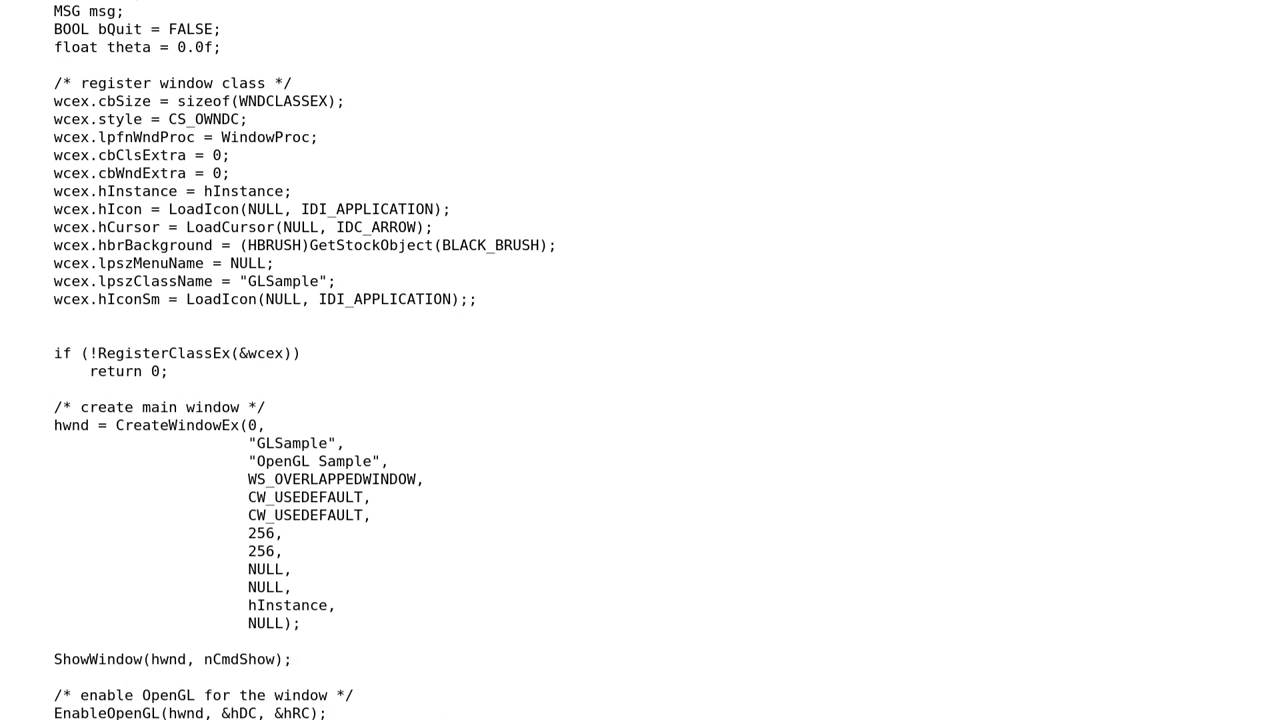 MSG msg;
BOOL bQuit = FALSE;
float theta = 0.0f;
/* register window class */
wcex.cbSize = sizeof(WNDCLASSEX);
wcex.style = CS_OWNDC;
wcex.lpfnWndProc = WindowProc;
wcex.cbClsExtra = 0;
wcex.cbWndExtra = 0;
wcex.hInstance = hInstance;
wcex.hIcon = LoadIcon(NULL, IDI_APPLICATION);
wcex.hCursor = LoadCursor(NULL, IDC_ARROW);
wcex.hbrBackground = (HBRUSH)GetStockObject(BLACK_BRUSH);
wcex.lpszMenuName = NULL;
wcex.lpszClassName = "GLSample";
wcex.hIconSm = LoadIcon(NULL, IDI_APPLICATION);;
if (!RegisterClassEx(&wcex))
return 0;
/* create main window */
hwnd = CreateWindowEx(0,
"GLSample",
"OpenGL Sample",
WS_OVERLAPPEDWINDOW,
CW_USEDEFAULT,
CW_USEDEFAULT,
256,
256,
NULL,
NULL,
hInstance,
NULL);
ShowWindow(hwnd, nCmdShow);
/* enable OpenGL for the window */
EnableOpenGL(hwnd, &hDC, &hRC);